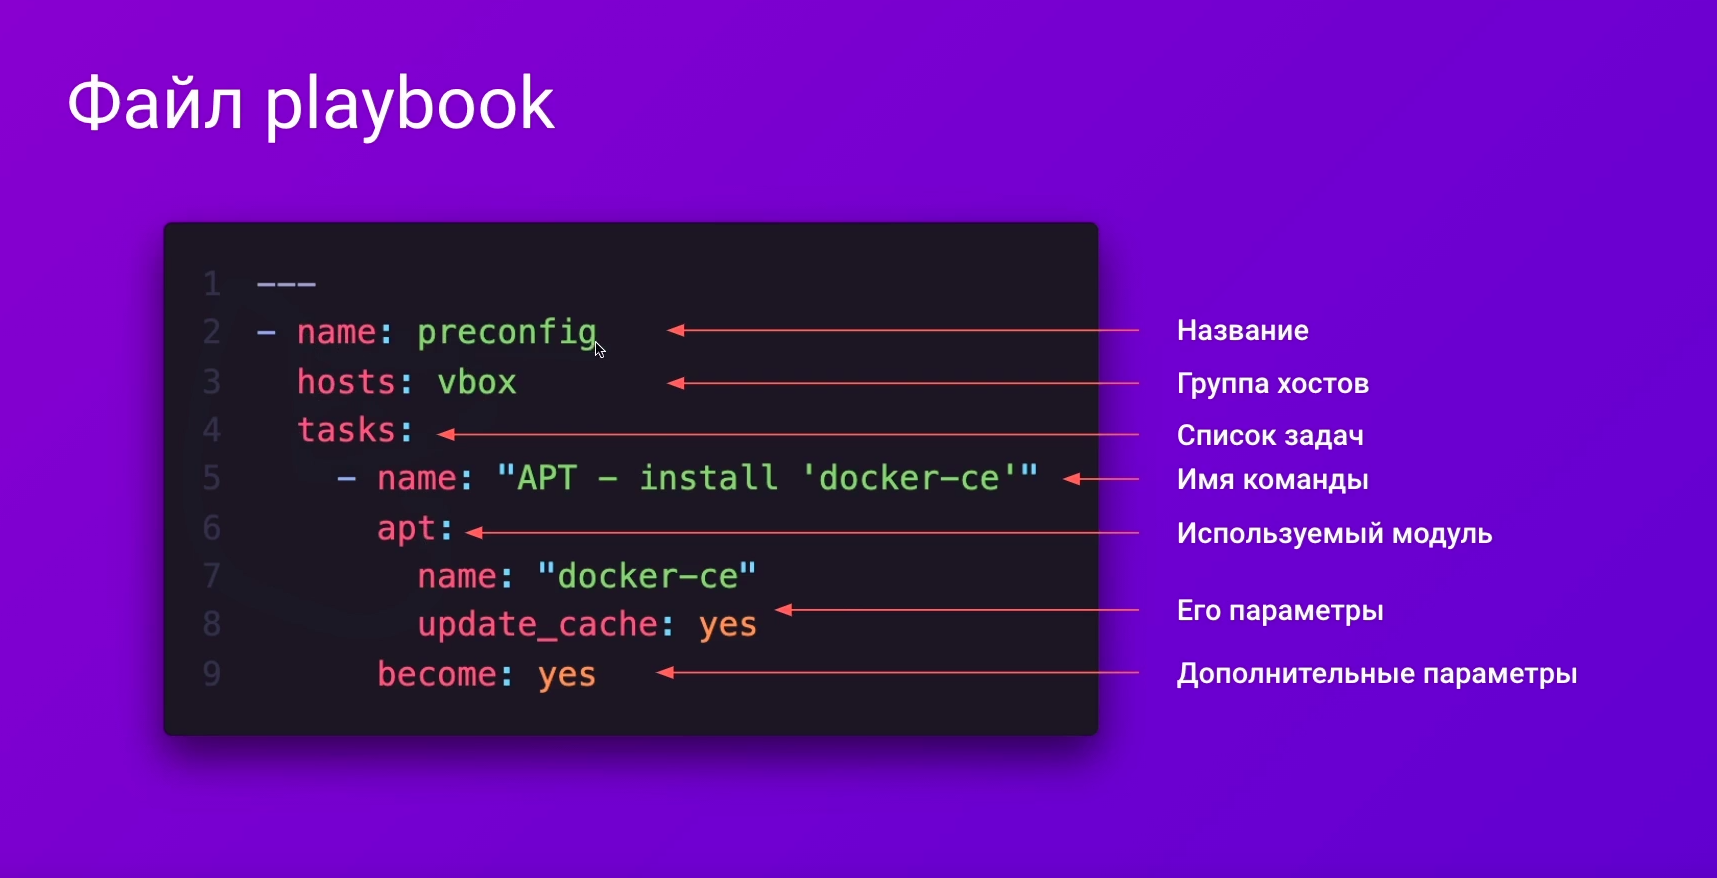 Файл playbook
1 ---
2 - name: preconfig
Название
3 hosts: vbox
Группа хостов
4 tasks:
Список задач
5 - name: "APT - install 'docker-ce'"
Имя команды
6 apt:
Используемый модуль
7 name: "docker-ce"
8 update_cache: yes
Его параметры
9 become: yes
Дополнительные параметры